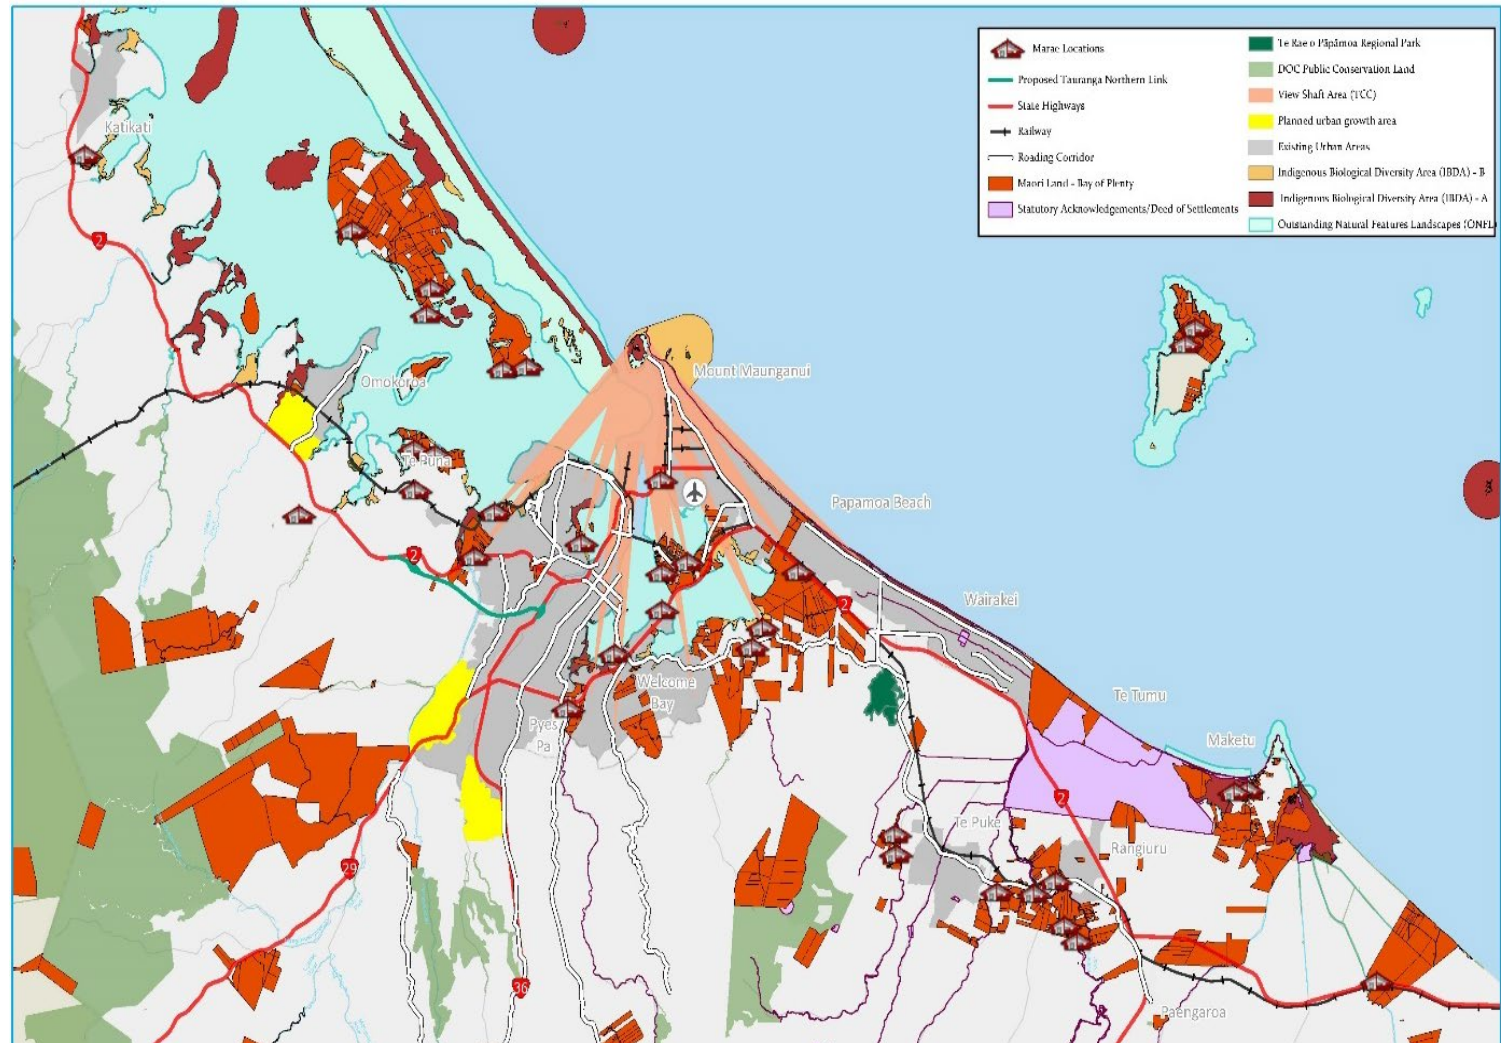 Marae Locations
Proposed Tauranga Northern Link
State Highways
Railway
Roading Corridor
Maori Land - Bay of Plenty
Statutory Acknowledgements/Deed of Settlements
Te Rae o Pāpāmoa Regional Park
DOC Public Conservation Land
View Shaft Area (TCC)
Planned urban growth area
Existing Urban Areas
Indigenous Biological Diversity Area (IBDA) - B
Indigenous Biological Diversity Area (IBDA) - A
Outstanding Natural Features Landscapes (ONFL)
Katikati
2
Omokoroa
Mount Maunganui
Te Puna
Papamoa Beach
2
Wairakei
2
Welcome
Bay
Te Tumu
Pyes
Pa
Maketu
2
Te Puke
Rangiuru
29
36
Paengaroa